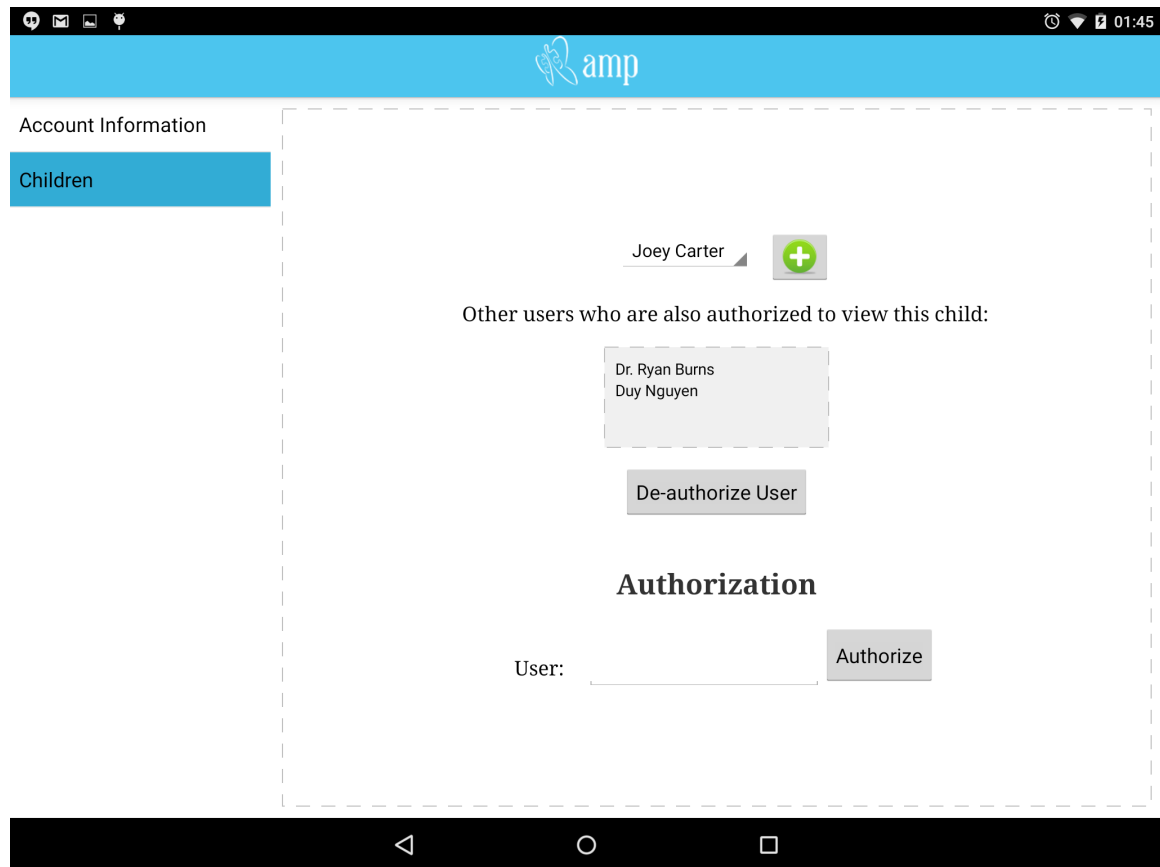 01:45
amp
Account Information
Children
Joey Carter
Other users who are also authorized to view this child:
Dr. Ryan Burns
Duy Nguyen
De-authorize User
Authorization
User:
Authorize